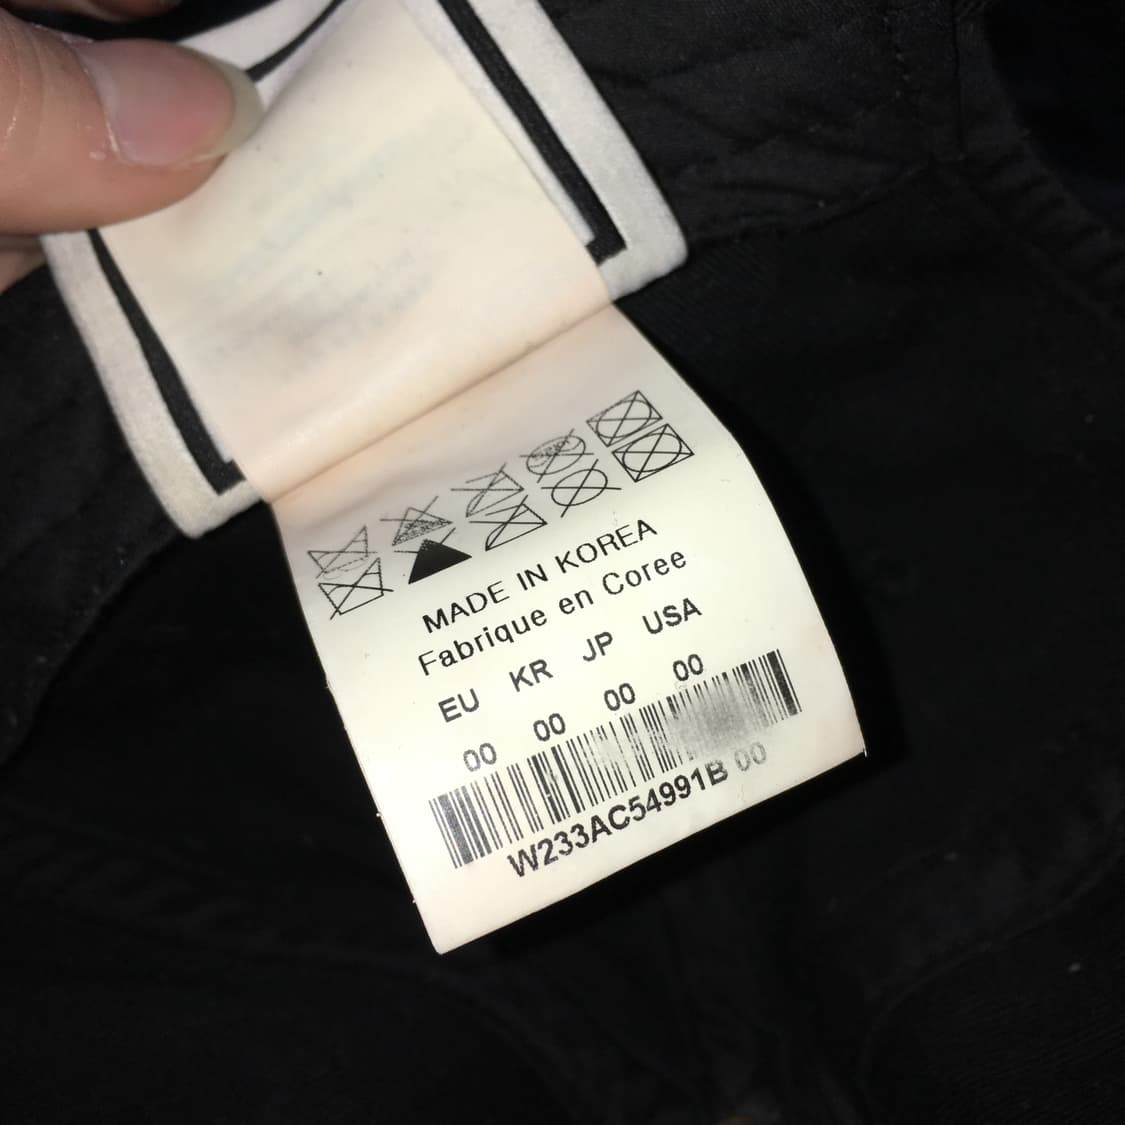 MADE IN KOREA
Fabrique en Coree
EU KR JP USA
00 00 00 00
W233AC54991B 00